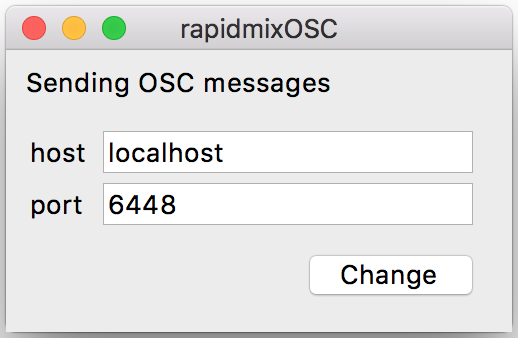 rapidmixOSC
Sending OSC messages
host localhost
port 6448
Change